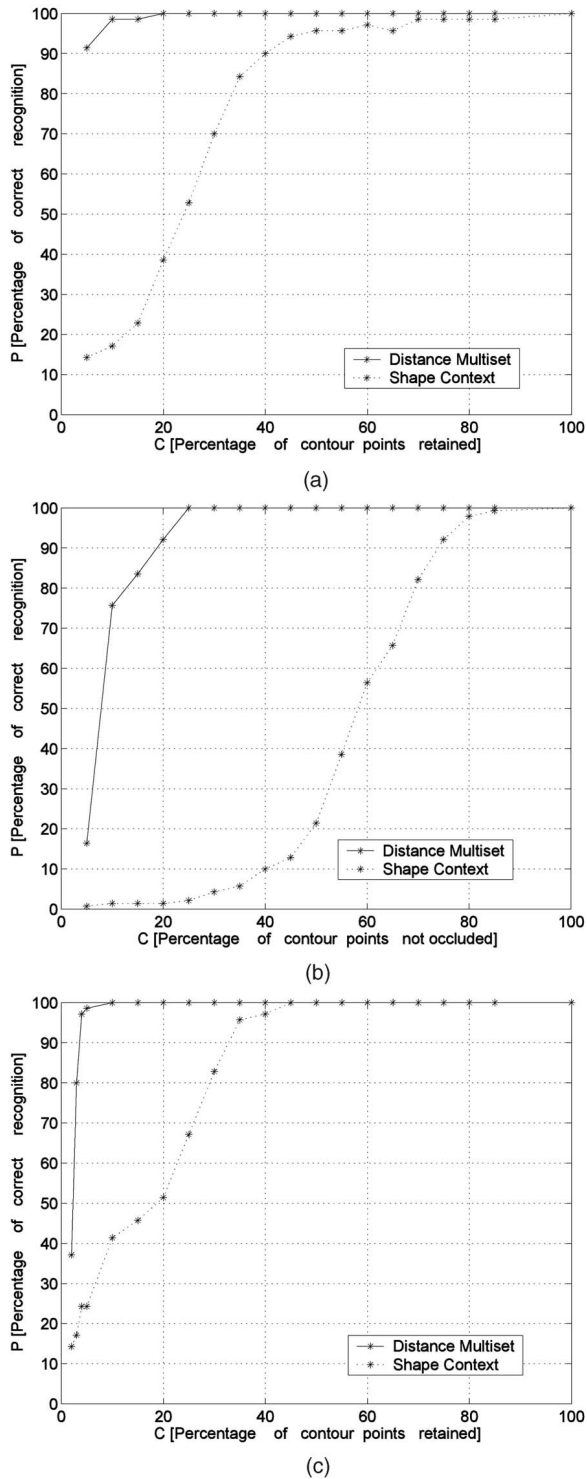 100
90
80
70
60
50
40
30
20
10
0
P [Percentage of correct recognition]
Distance Multiset
Shape Context
0 20 40 60 80 100
C [Percentage of contour points retained]
(a)
100
90
80
70
60
50
40
30
20
10
0
P [Percentage of correct recognition]
Distance Multiset
Shape Context
0 20 40 60 80 100
C [Percentage of contour points not occluded]
(b)
100
90
80
70
60
50
40
30
20
10
0
P [Percentage of correct recognition]
Distance Multiset
Shape Context
0 20 40 60 80 100
C [Percentage of contour points retained]
(c)